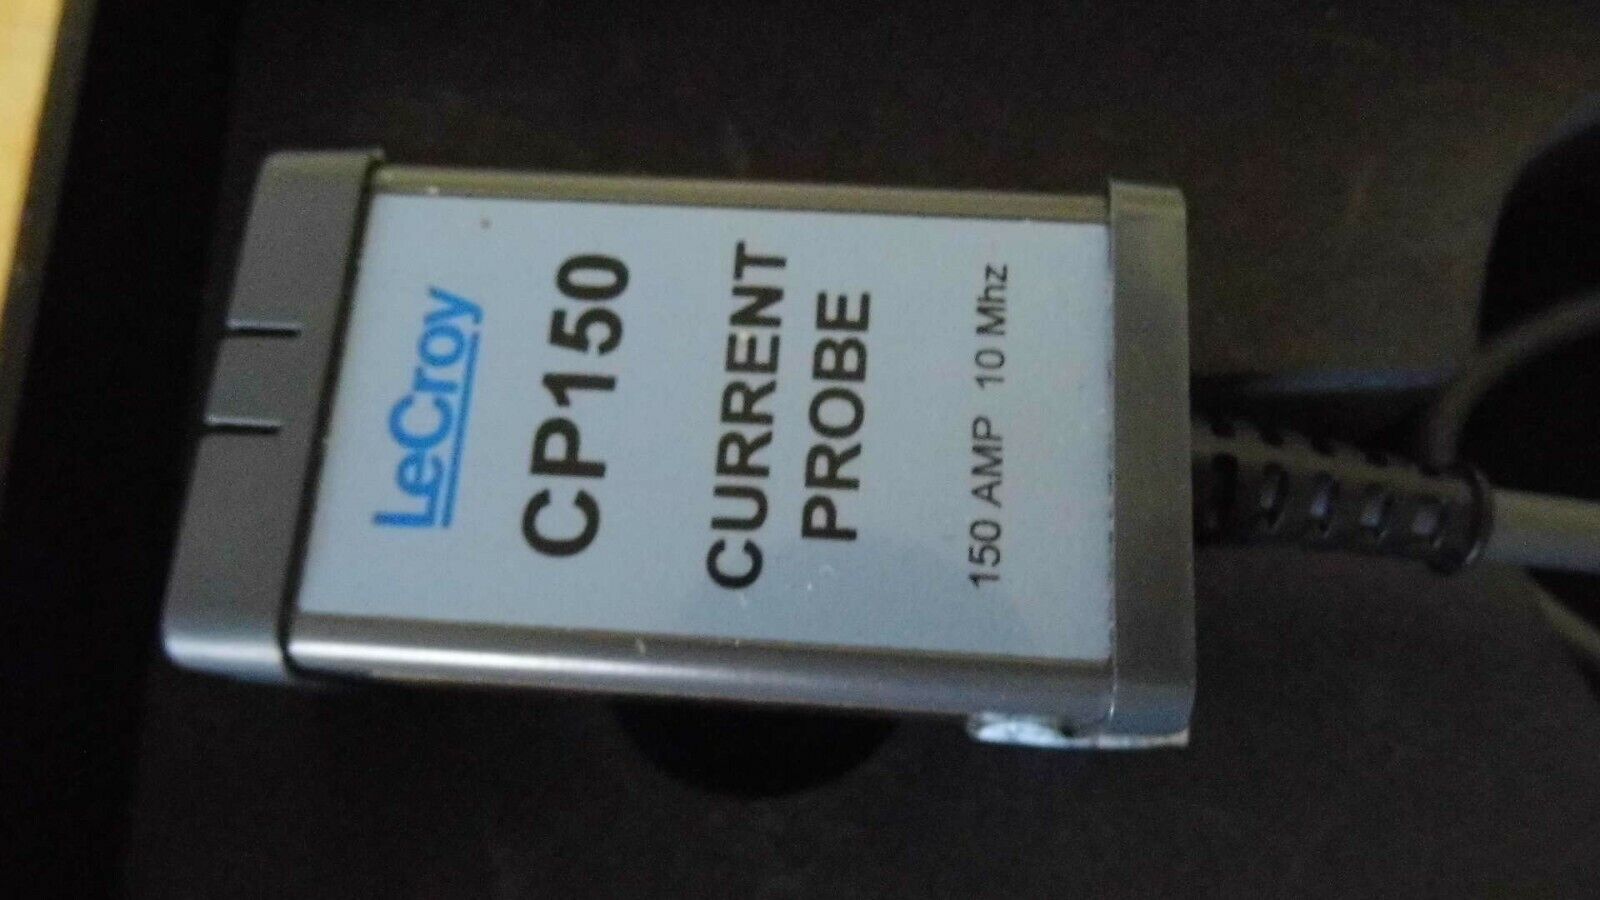 LeCroy
CP150
CURRENT
PROBE
150 AMP 10 Mhz